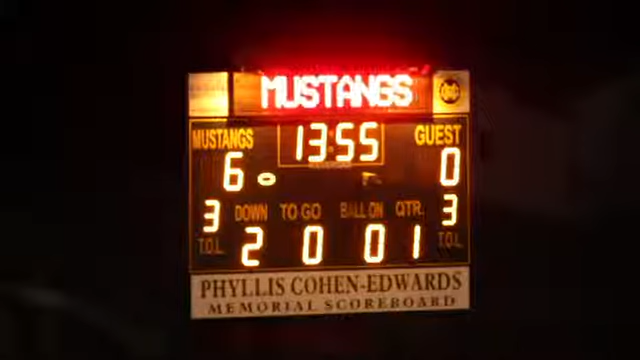 MUSTANGS
MUSTANGS 13:55 GUEST
6 0
3 DOWN TO GO BALL ON QTR. 3
T.O.L. 2 0 0 1 T.O.L.
PHYLLIS COHEN-EDWARDS
MEMORIAL SCOREBOARD